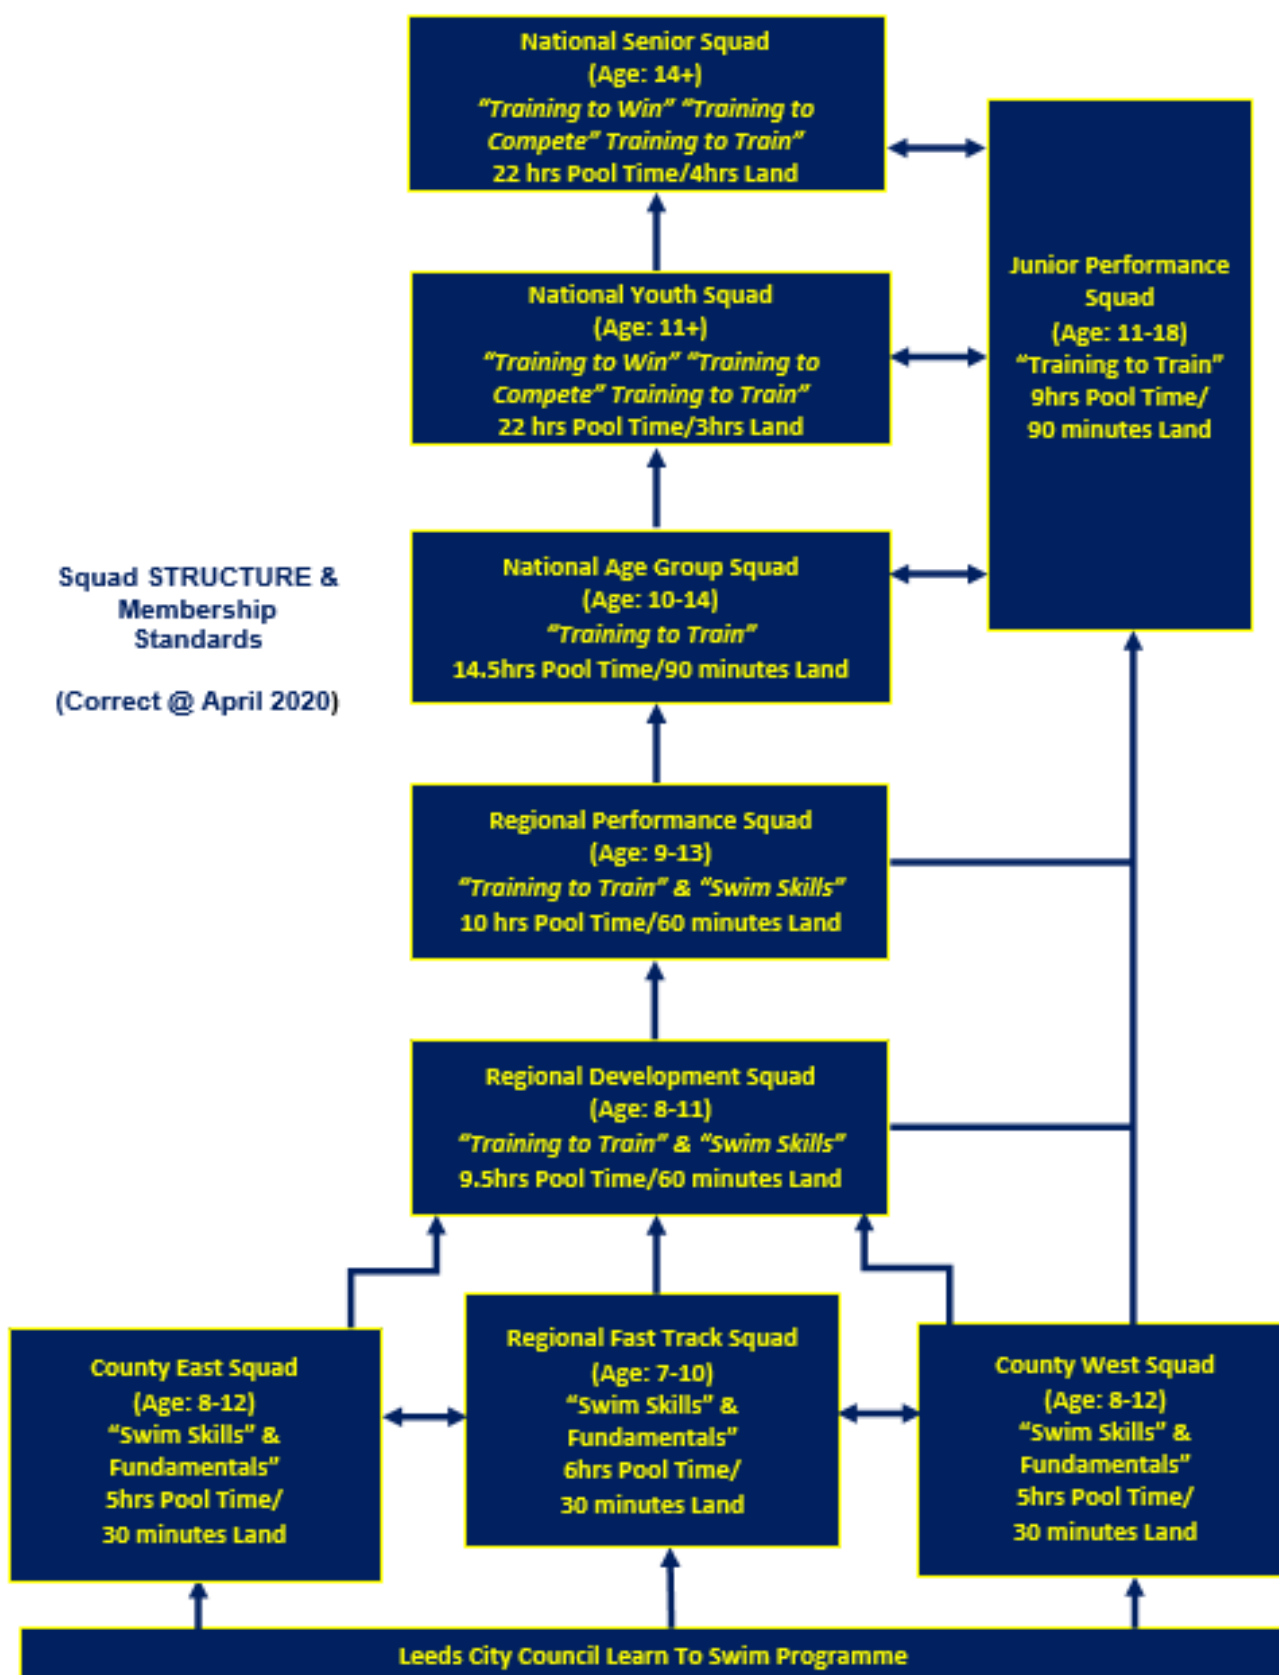 National Senior Squad
(Age: 14+)
“Training to Win” “Training to
Compete” Training to Train”
22 hrs Pool Time/4hrs Land
Junior Performance
Squad
(Age: 11-18)
“Training to Train”
9hrs Pool Time/
90 minutes Land
National Youth Squad
(Age: 11+)
“Training to Win” “Training to
Compete” Training to Train”
22 hrs Pool Time/3hrs Land
Squad STRUCTURE &
Membership
Standards
(Correct @ April 2020)
National Age Group Squad
(Age: 10-14)
“Training to Train”
14.5hrs Pool Time/90 minutes Land
Regional Performance Squad
(Age: 9-13)
“Training to Train” & “Swim Skills”
10 hrs Pool Time/60 minutes Land
Regional Development Squad
(Age: 8-11)
“Training to Train” & “Swim Skills”
9.5hrs Pool Time/60 minutes Land
County East Squad
(Age: 8-12)
“Swim Skills” &
Fundamentals”
5hrs Pool Time/
30 minutes Land
Regional Fast Track Squad
(Age: 7-10)
“Swim Skills” &
Fundamentals”
6hrs Pool Time/
30 minutes Land
County West Squad
(Age: 8-12)
“Swim Skills” &
Fundamentals”
5hrs Pool Time/
30 minutes Land
Leeds City Council Learn To Swim Programme